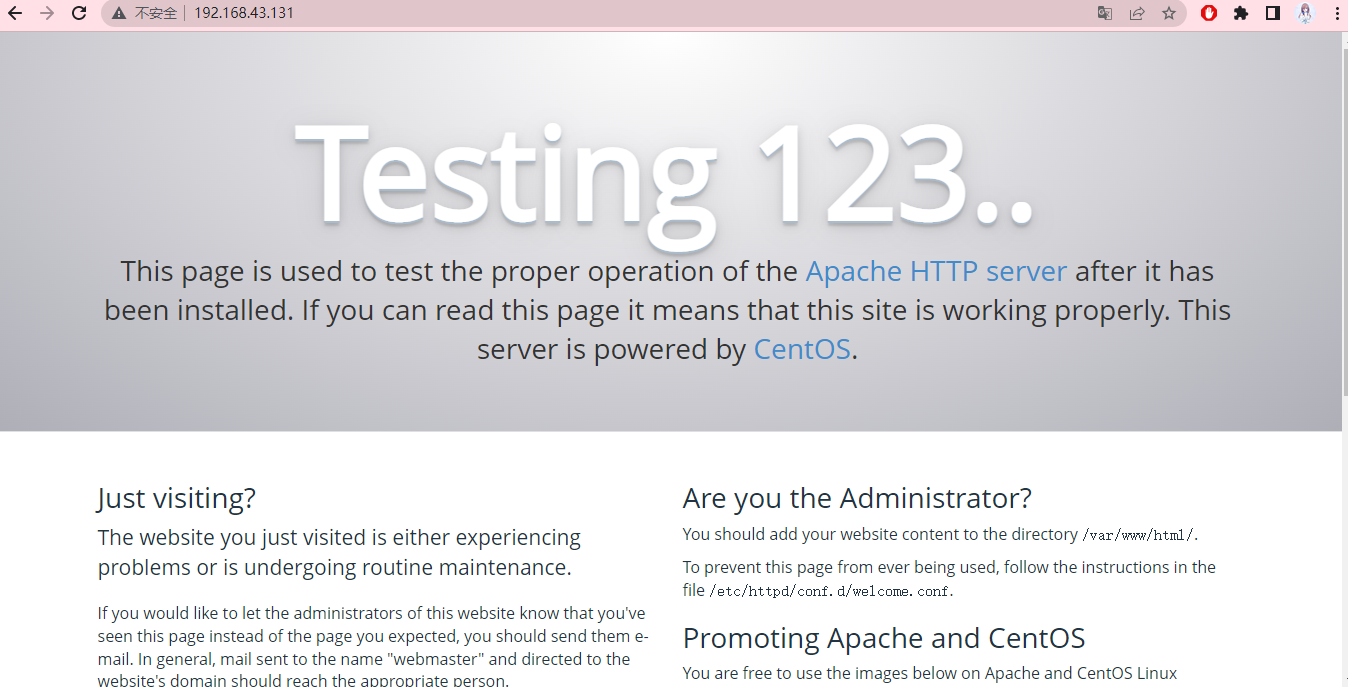 不安全 192.168.43.131
Testing 123..
This page is used to test the proper operation of the Apache HTTP server after it has
been installed. If you can read this page it means that this site is working properly. This
server is powered by CentOS.
Just visiting?
The website you just visited is either experiencing
problems or is undergoing routine maintenance.
If you would like to let the administrators of this website know that you've
seen this page instead of the page you expected, you should send them e-
mail. In general, mail sent to the name "webmaster" and directed to the
website's domain should reach the appropriate person.
Are you the Administrator?
You should add your website content to the directory /var/www/html/.
To prevent this page from ever being used, follow the instructions in the
file /etc/httpd/conf.d/welcome.conf.
Promoting Apache and CentOS
You are free to use the images below on Apache and CentOS Linux